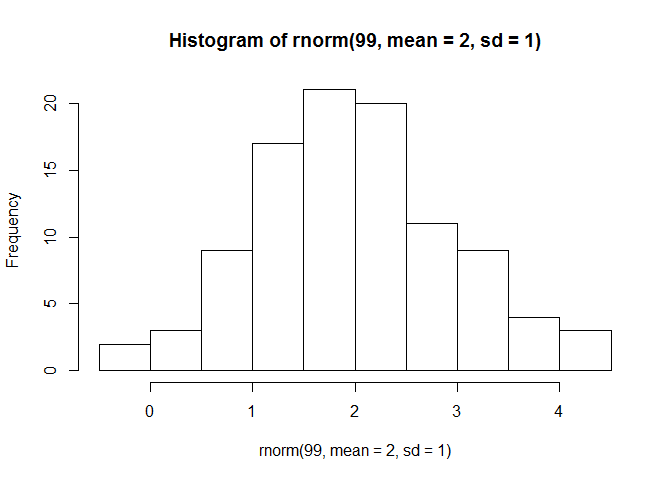 Histogram of rnorm(99, mean = 2, sd = 1)
Frequency
20
15
10
5
0
0 1 2 3 4
rnorm(99, mean = 2, sd = 1)